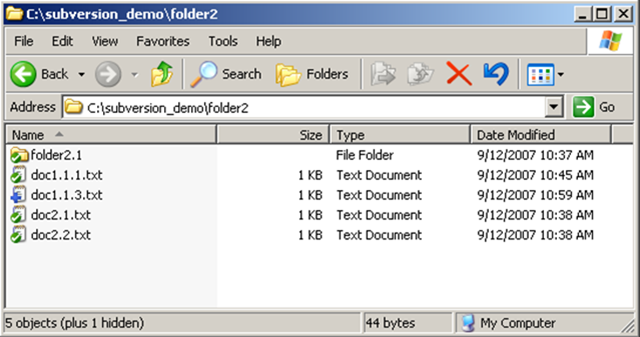 C:\subversion_demo\folder2
File Edit View Favorites Tools Help
Back Search Folders
Address C:\subversion_demo\folder2 Go
Name Size Type Date Modified
folder2.1 File Folder 9/12/2007 10:37 AM
doc1.1.1.txt 1 KB Text Document 9/12/2007 10:45 AM
doc1.1.3.txt 1 KB Text Document 9/12/2007 10:59 AM
doc2.1.txt 1 KB Text Document 9/12/2007 10:38 AM
doc2.2.txt 1 KB Text Document 9/12/2007 10:38 AM
5 objects (plus 1 hidden) 44 bytes My Computer